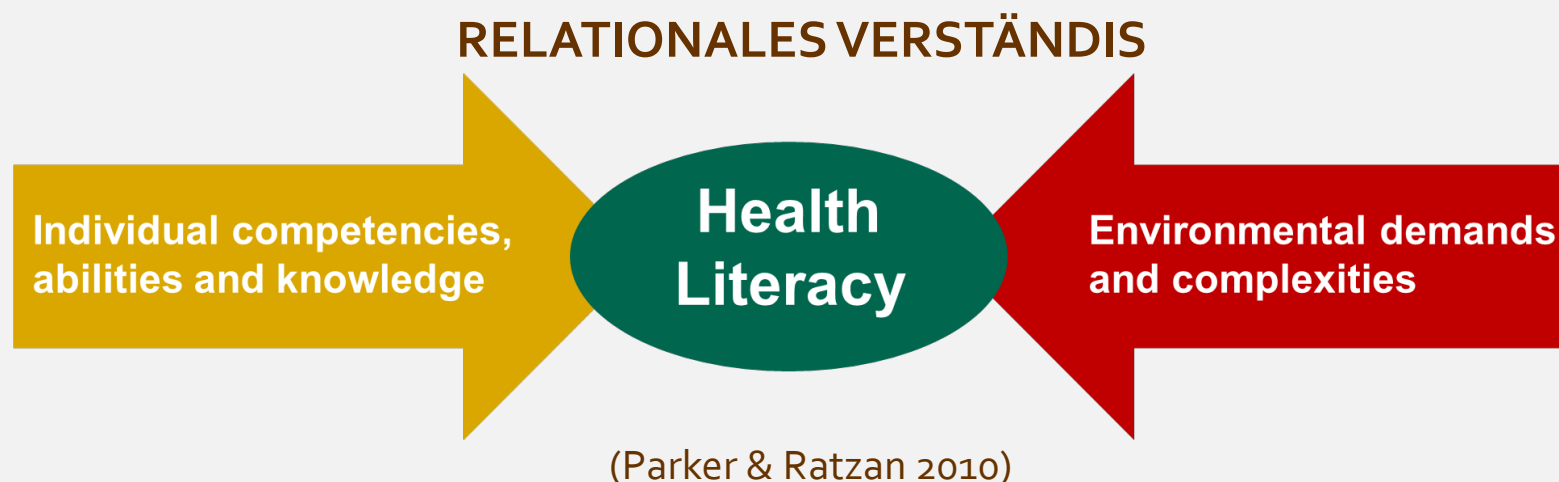 RELATIONALES VERSTÄNDIS
Individual competencies,
abilities and knowledge
Health
Literacy
Environmental demands
and complexities
(Parker & Ratzan 2010)